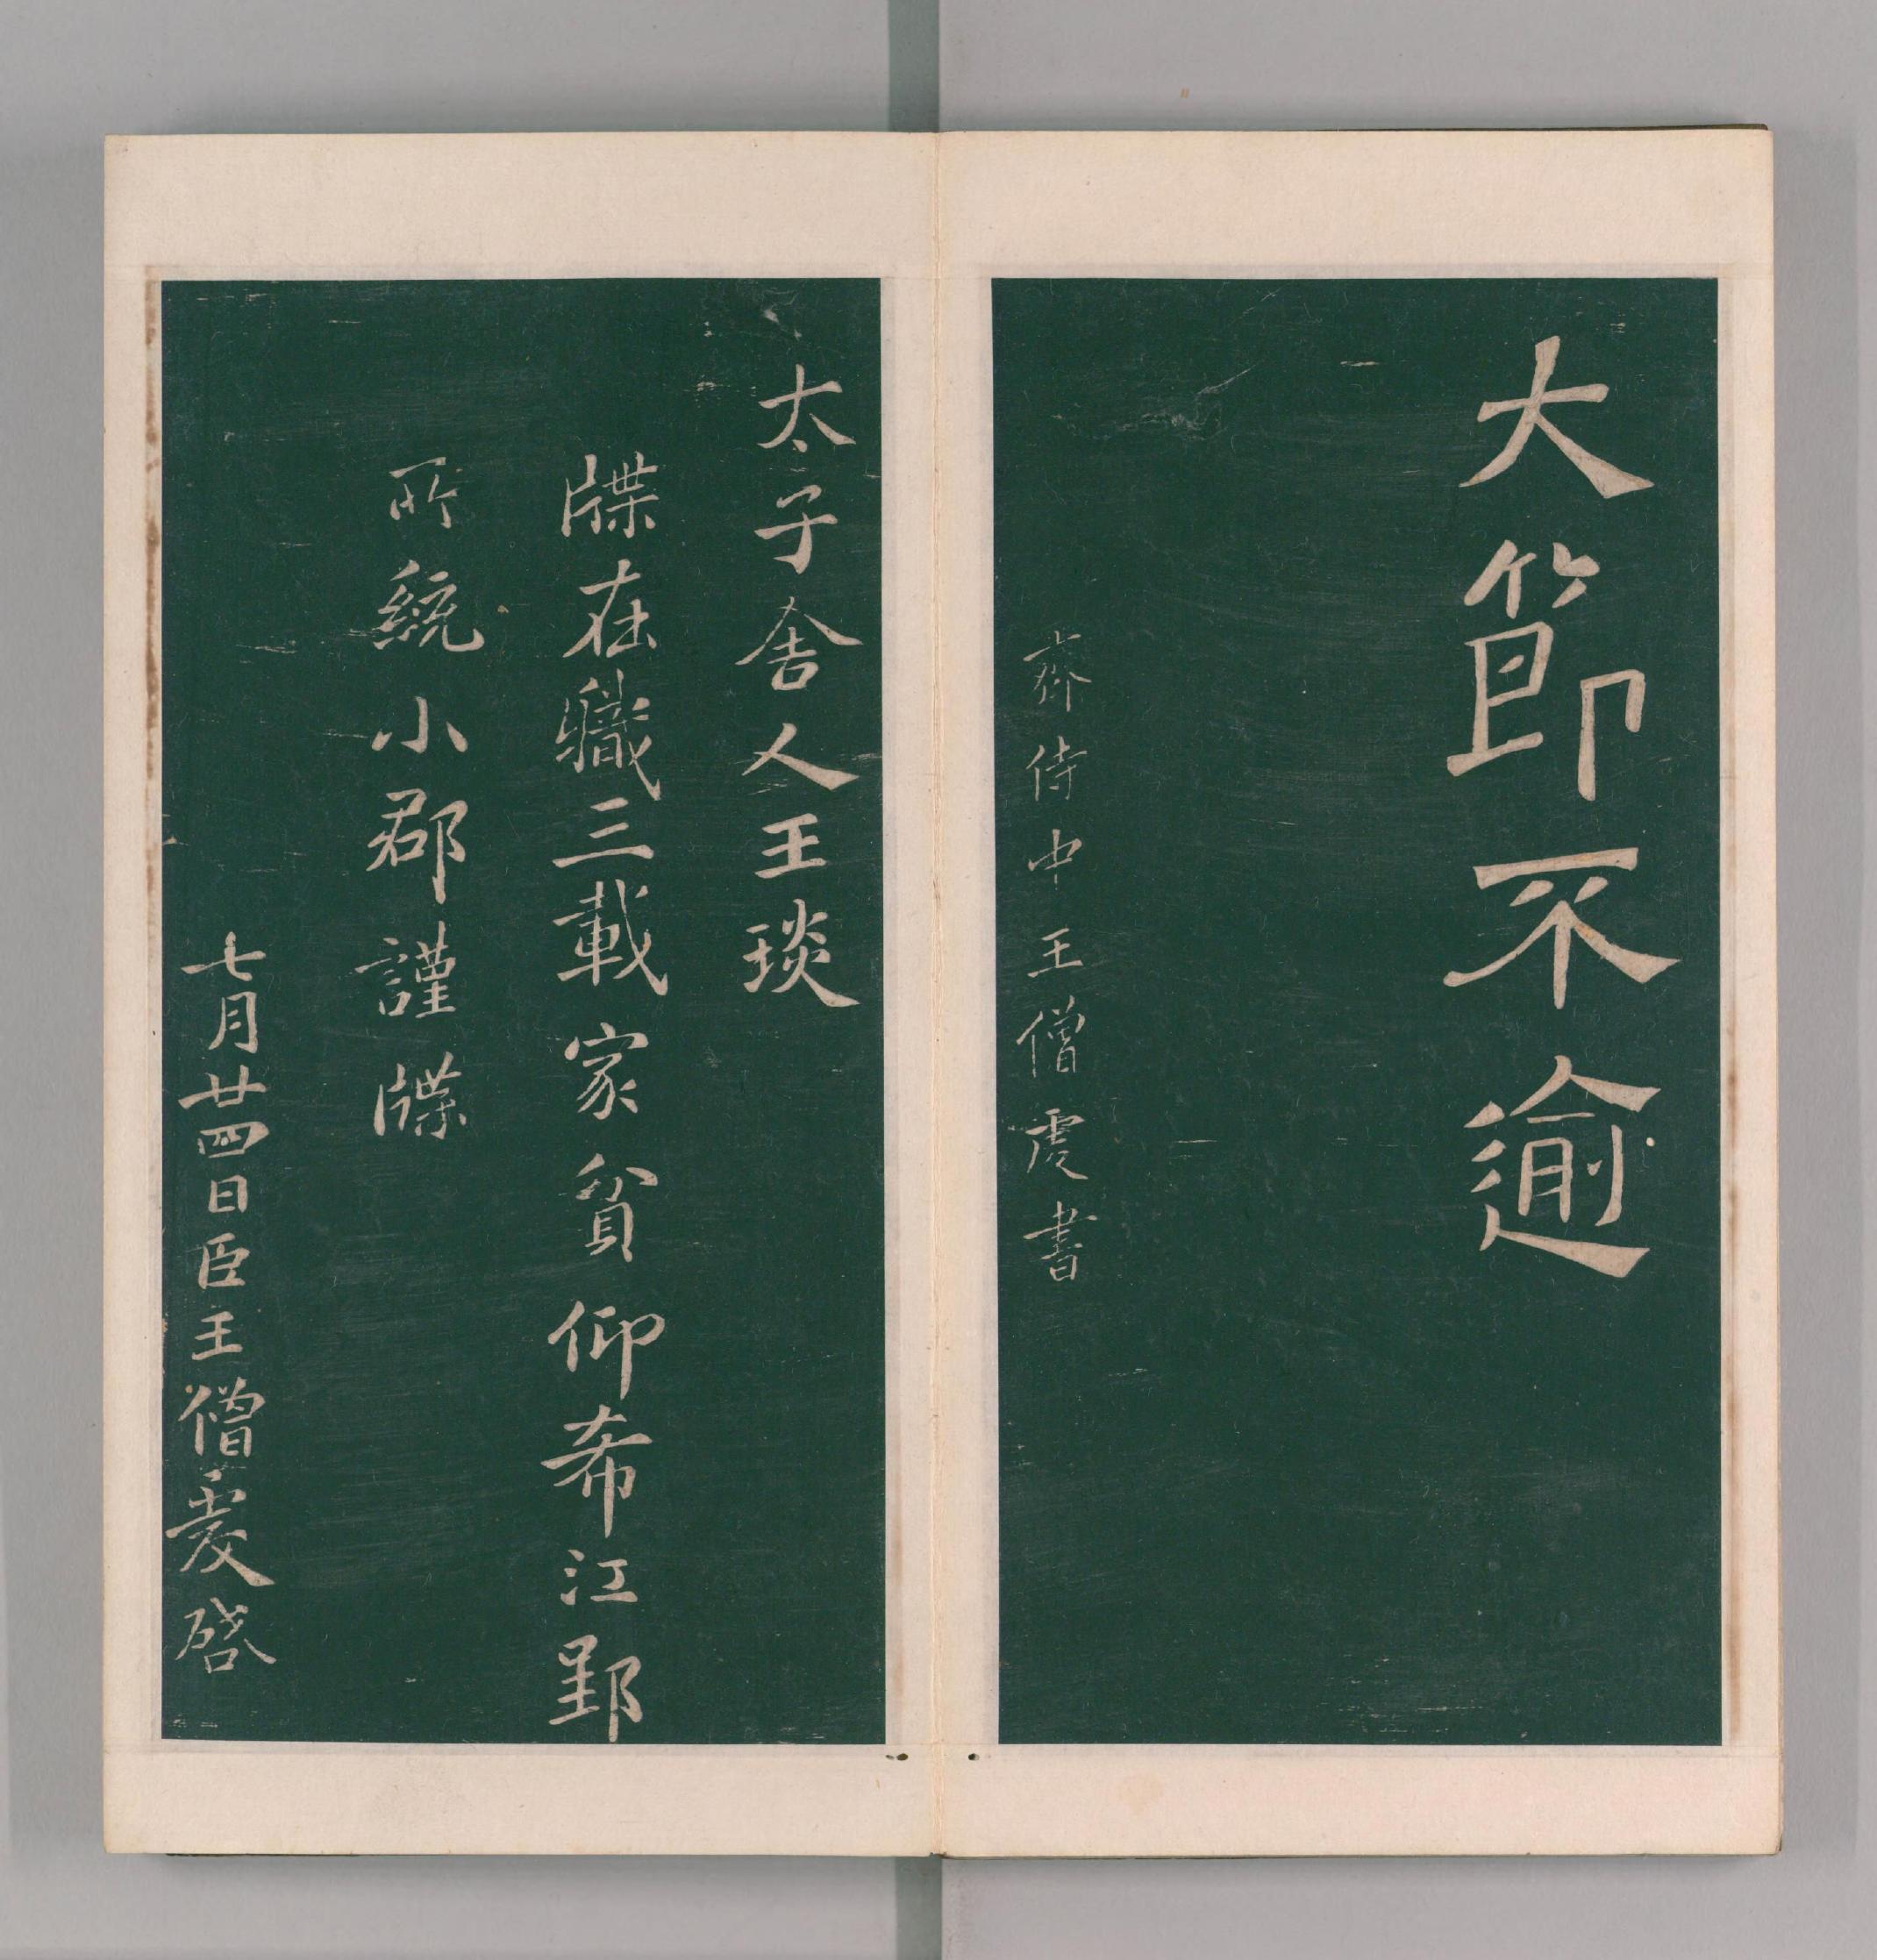 大節不逾
齊侍中王僧虔書
太子舍人王琰
牒在職三載家貧仰希江郢
所統小郡謹牒
七月廿四日臣王僧虔啓